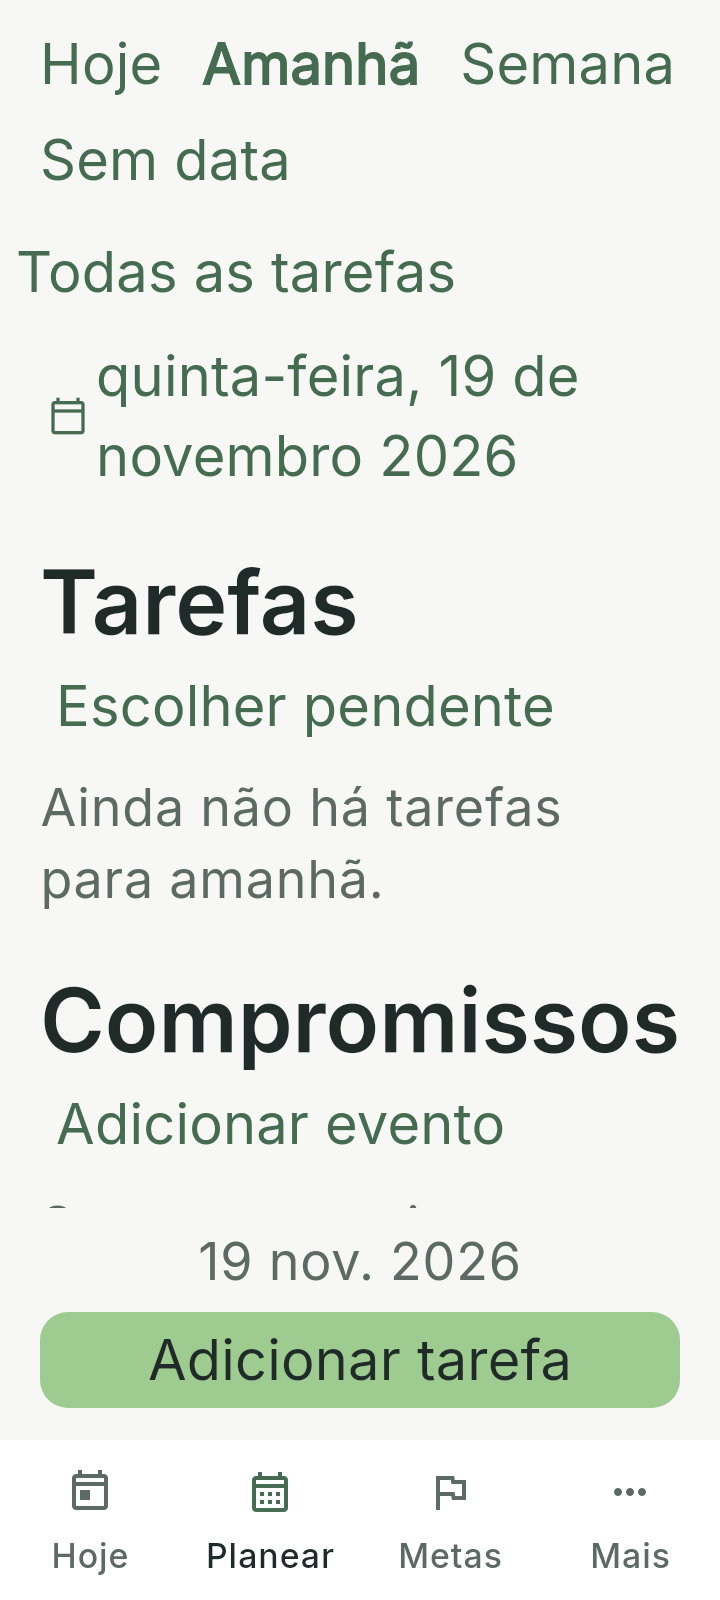 Hoje Amanhã Semana
Sem data
Todas as tarefas
quinta-feira, 19 de
novembro 2026
Tarefas
Escolher pendente
Ainda não há tarefas
para amanhã.
Compromissos
Adicionar evento
19 nov. 2026
Adicionar tarefa
Hoje Planear Metas Mais